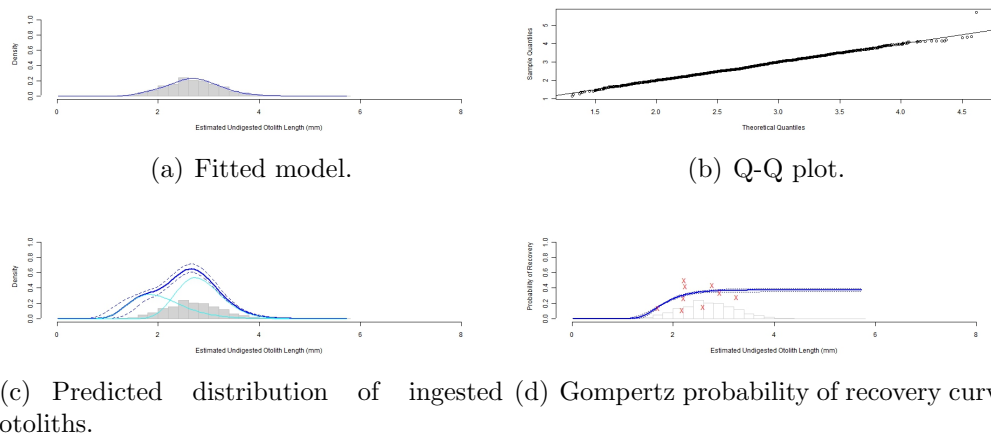 Density
0.0 0.2 0.4 0.6 0.8 1.0
0 2 4 6 8
Estimated Undigested Otolith Length (mm)
(a) Fitted model.
Sample Quantiles
1 2 3 4 5
1.5 2.0 2.5 3.0 3.5 4.0 4.5
Theoretical Quantiles
(b) Q-Q plot.
Density
0.0 0.2 0.4 0.6 0.8 1.0
0 2 4 6 8
Estimated Undigested Otolith Length (mm)
(c) Predicted distribution of ingested
otoliths.
Probability of Recovery
0.0 0.2 0.4 0.6 0.8 1.0
X X X X X X X X X
0 2 4 6 8
Estimated Undigested Otolith Length (mm)
(d) Gompertz probability of recovery curv